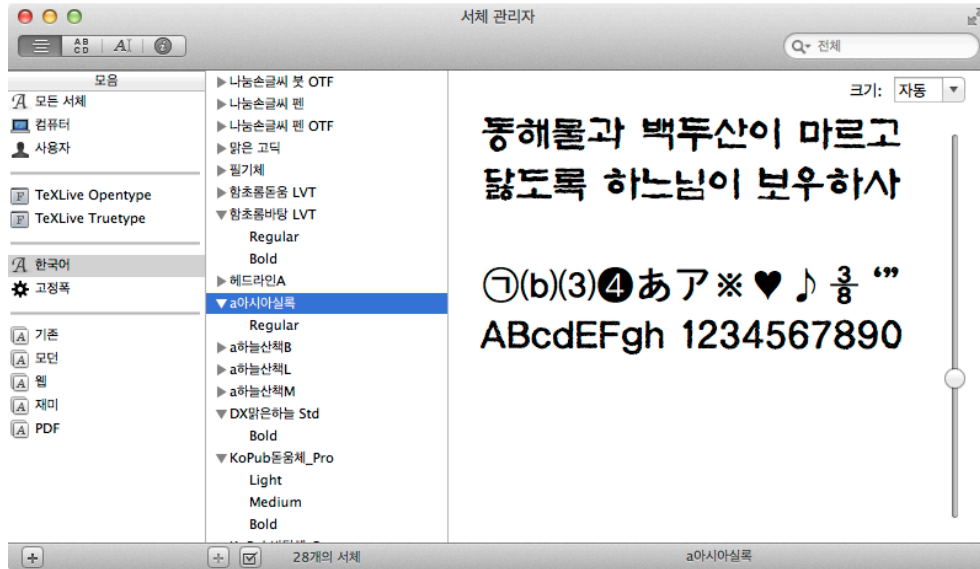 서체 관리자
AB
CD
AI
i
전체
모음
모든 서체
컴퓨터
사용자
TeXLive Opentype
TeXLive Truetype
한국어
고정폭
기존
모던
웹
재미
PDF
나눔손글씨 붓 OTF
나눔손글씨 펜
나눔손글씨 펜 OTF
맑은 고딕
필기체
함초롬돋움 LVT
함초롬바탕 LVT
Regular
Bold
헤드라인A
a아시아실록
Regular
a하늘산책B
a하늘산책L
a하늘산책M
DX맑은하늘 Std
Bold
KoPub돋움체_Pro
Light
Medium
Bold
크기: 자동
동해물과 백두산이 마르고
닳도록 하느님이 보우하사
㉠(b)⑶❹あア※♥♪⅜“”
ABcdEFgh 1234567890
28개의 서체
a아시아실록